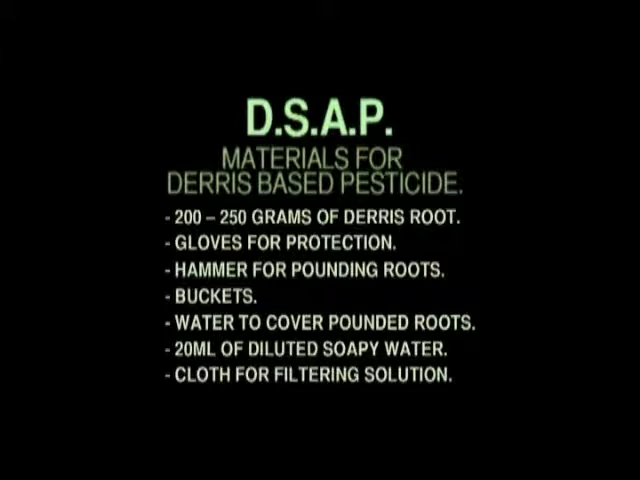 D.S.A.P.
MATERIALS FOR
DERRIS BASED PESTICIDE.
- 200 – 250 GRAMS OF DERRIS ROOT.
- GLOVES FOR PROTECTION.
- HAMMER FOR POUNDING ROOTS.
- BUCKETS.
- WATER TO COVER POUNDED ROOTS.
- 20ML OF DILUTED SOAPY WATER.
- CLOTH FOR FILTERING SOLUTION.